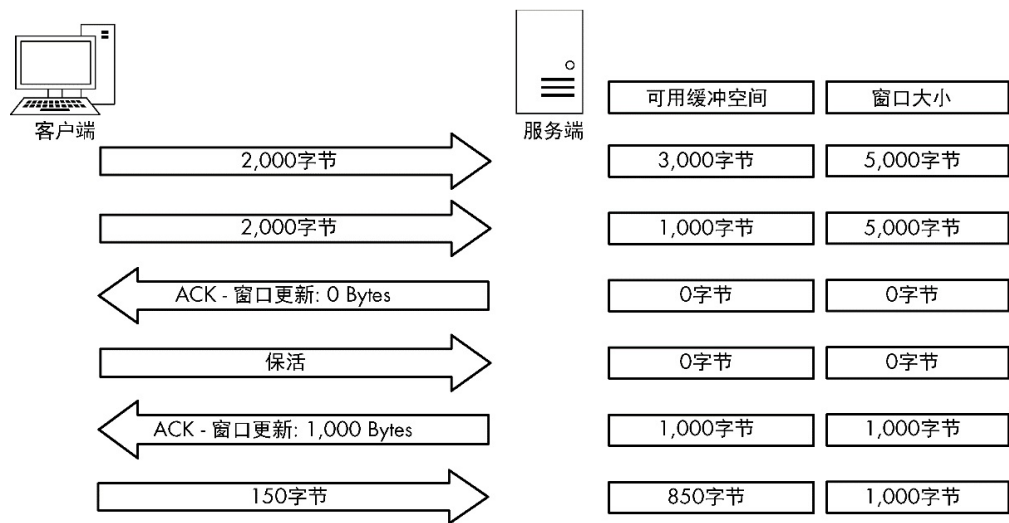 客户端
服务端
可用缓冲空间
窗口大小
2,000字节
3,000字节
5,000字节
2,000字节
1,000字节
5,000字节
ACK - 窗口更新: 0 Bytes
0字节
0字节
保活
0字节
0字节
ACK - 窗口更新: 1,000 Bytes
1,000字节
1,000字节
150字节
850字节
1,000字节